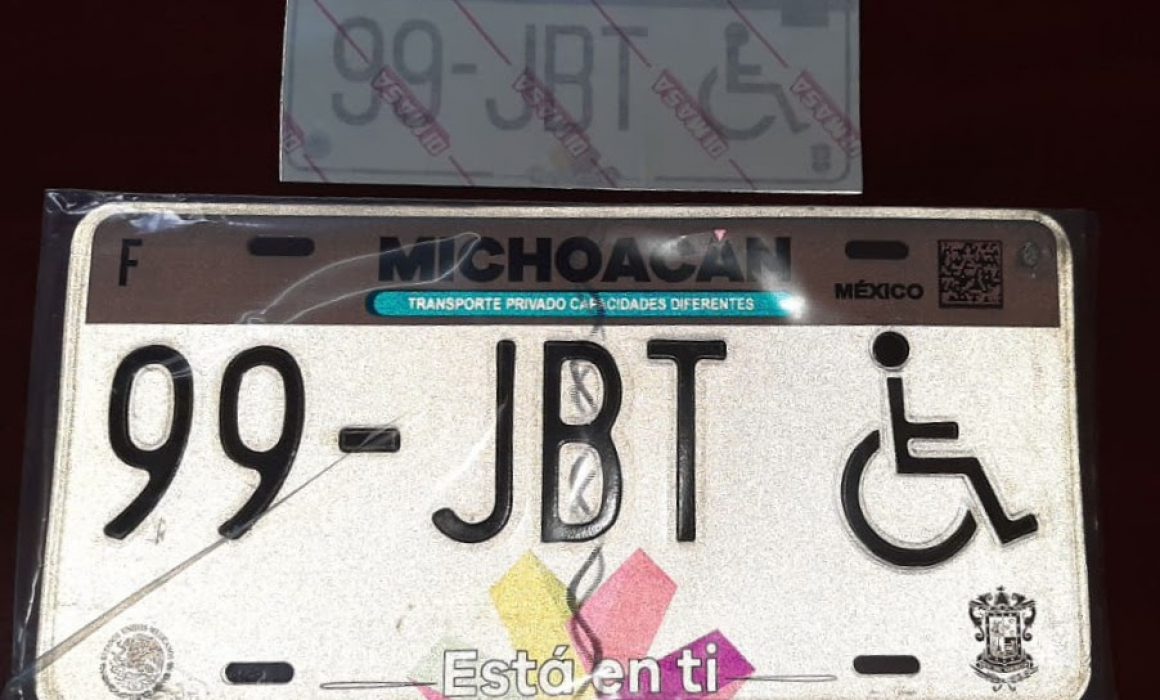 99-JBT
F
MICHOACÁN
TRANSPORTE PRIVADO CAPACIDADES DIFERENTES
MÉXICO
99-JBT
Está en ti